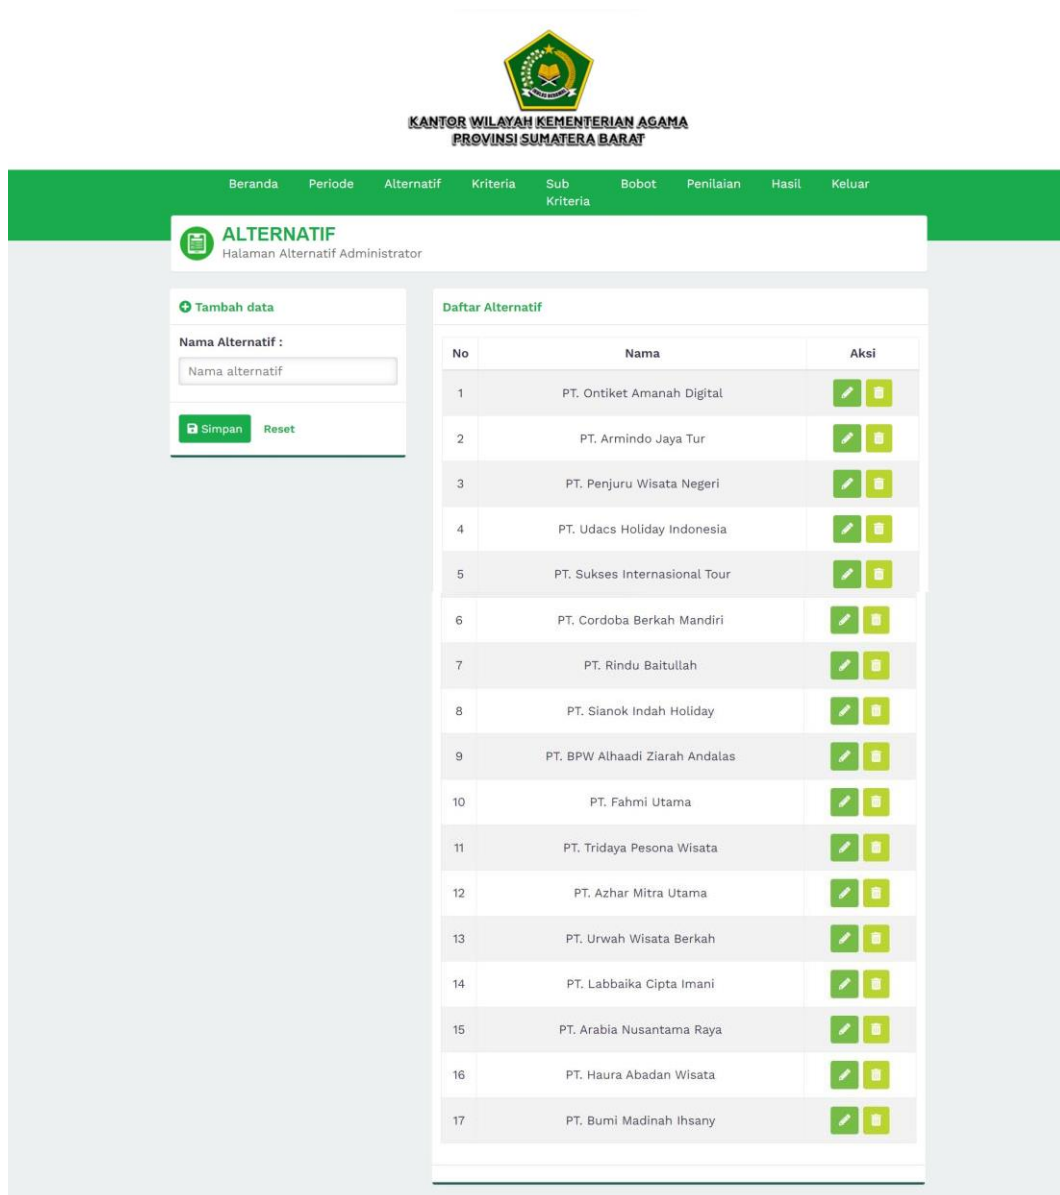 KANTOR WILAYAH KEMENTERIAN AGAMA
PROVINSI SUMATERA BARAT
Beranda Periode Alternatif Kriteria Sub Kriteria Bobot Penilaian Hasil Keluar
ALTERNATIF
Halaman Alternatif Administrator
Tambah data
Nama Alternatif :
Nama alternatif
Simpan Reset
Daftar Alternatif
No Nama Aksi
1 PT. Ontiket Amanah Digital
2 PT. Armindo Jaya Tur
3 PT. Penjuru Wisata Negeri
4 PT. Udacs Holiday Indonesia
5 PT. Sukses Internasional Tour
6 PT. Cordoba Berkah Mandiri
7 PT. Rindu Baitullah
8 PT. Sianok Indah Holiday
9 PT. BPW Alhaadi Ziarah Andalas
10 PT. Fahmi Utama
11 PT. Tridaya Pesona Wisata
12 PT. Azhar Mitra Utama
13 PT. Urwah Wisata Berkah
14 PT. Labbaika Cipta Imani
15 PT. Arabia Nusantama Raya
16 PT. Haura Abadan Wisata
17 PT. Bumi Madinah Ihsany